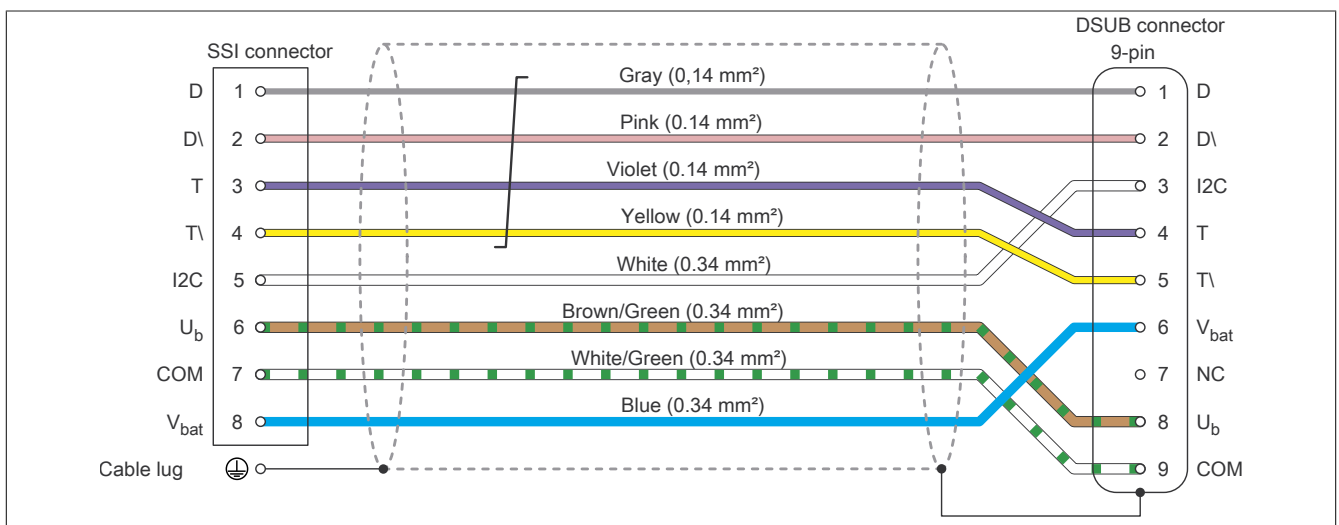 DSUB connector
9-pin
SSI connector
D 1 Gray (0,14 mm²) 1 D
D\ 2 Pink (0.14 mm²) 2 D\
T 3 Violet (0.14 mm²) 3 I2C
T\ 4 Yellow (0.14 mm²) 4 T
I2C 5 White (0.34 mm²) 5 T\
Ub 6 Brown/Green (0.34 mm²) 6 Vbat
COM 7 White/Green (0.34 mm²) 7 NC
Vbat 8 Blue (0.34 mm²) 8 Ub
Cable lug 9 COM